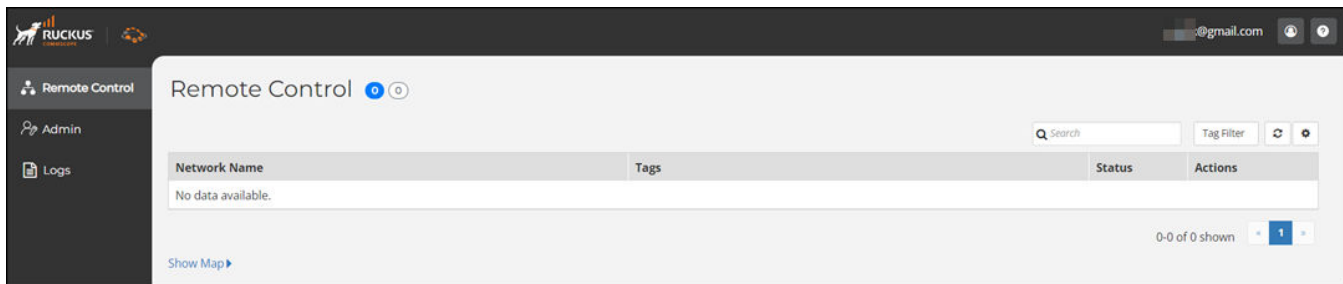 RUCKUS
COMMSCOPE
@gmail.com
Remote Control
Admin
Logs
Remote Control 0 0
Search
Tag Filter
Network Name Tags Status Actions
No data available.
0-0 of 0 shown « 1 »
Show Map